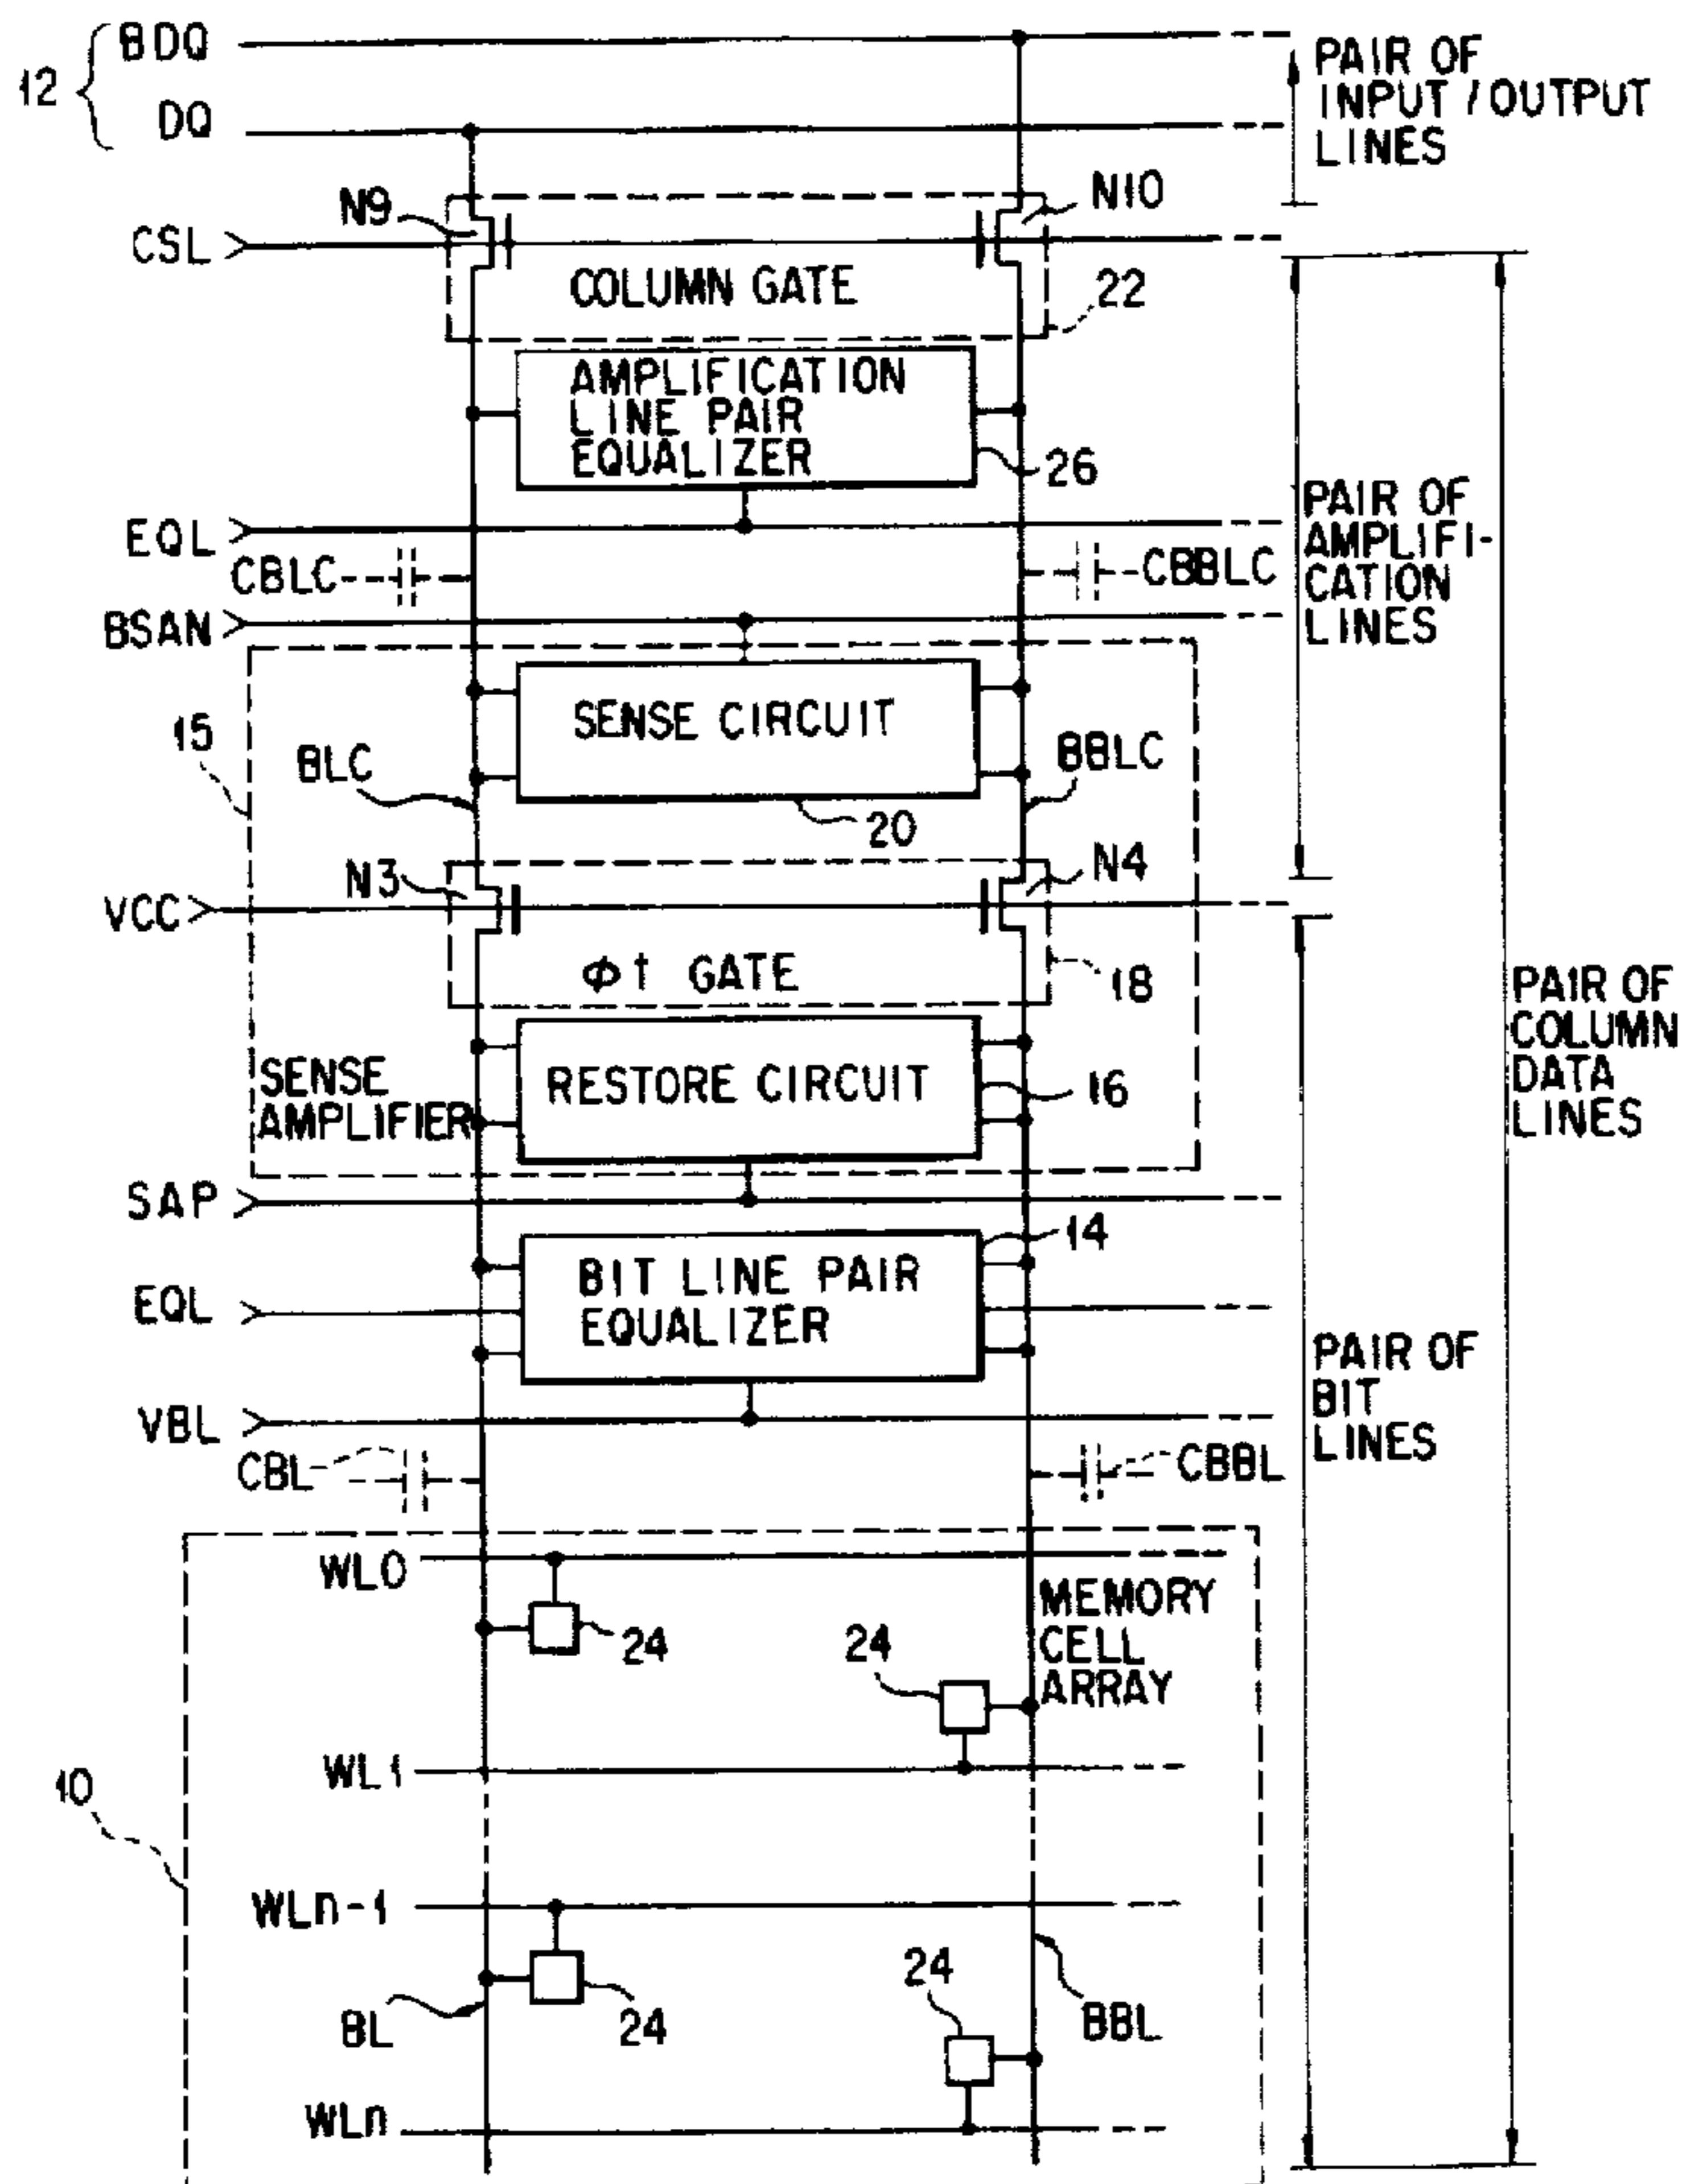 BDQ
12
DQ
PAIR OF
INPUT/OUTPUT
LINES
N9
N10
CSL
COLUMN GATE
22
AMPLIFICATION
LINE PAIR
EQUALIZER
26
EQL
CBLC
CBBLC
BSAN
PAIR OF
AMPLIFI-
CATION
LINES
SENSE CIRCUIT
15
BLC
BBLC
20
N3
N4
VCC
φt GATE
18
SENSE
AMPLIFIER
RESTORE CIRCUIT
16
PAIR OF
COLUMN
DATA
LINES
SAP
14
BIT LINE PAIR
EQUALIZER
EQL
VBL
PAIR OF
BIT
LINES
CBL
CBBL
WL0
24
24
MEMORY
CELL
ARRAY
WL1
10
WLn-1
24
24
BL
BBL
WLn